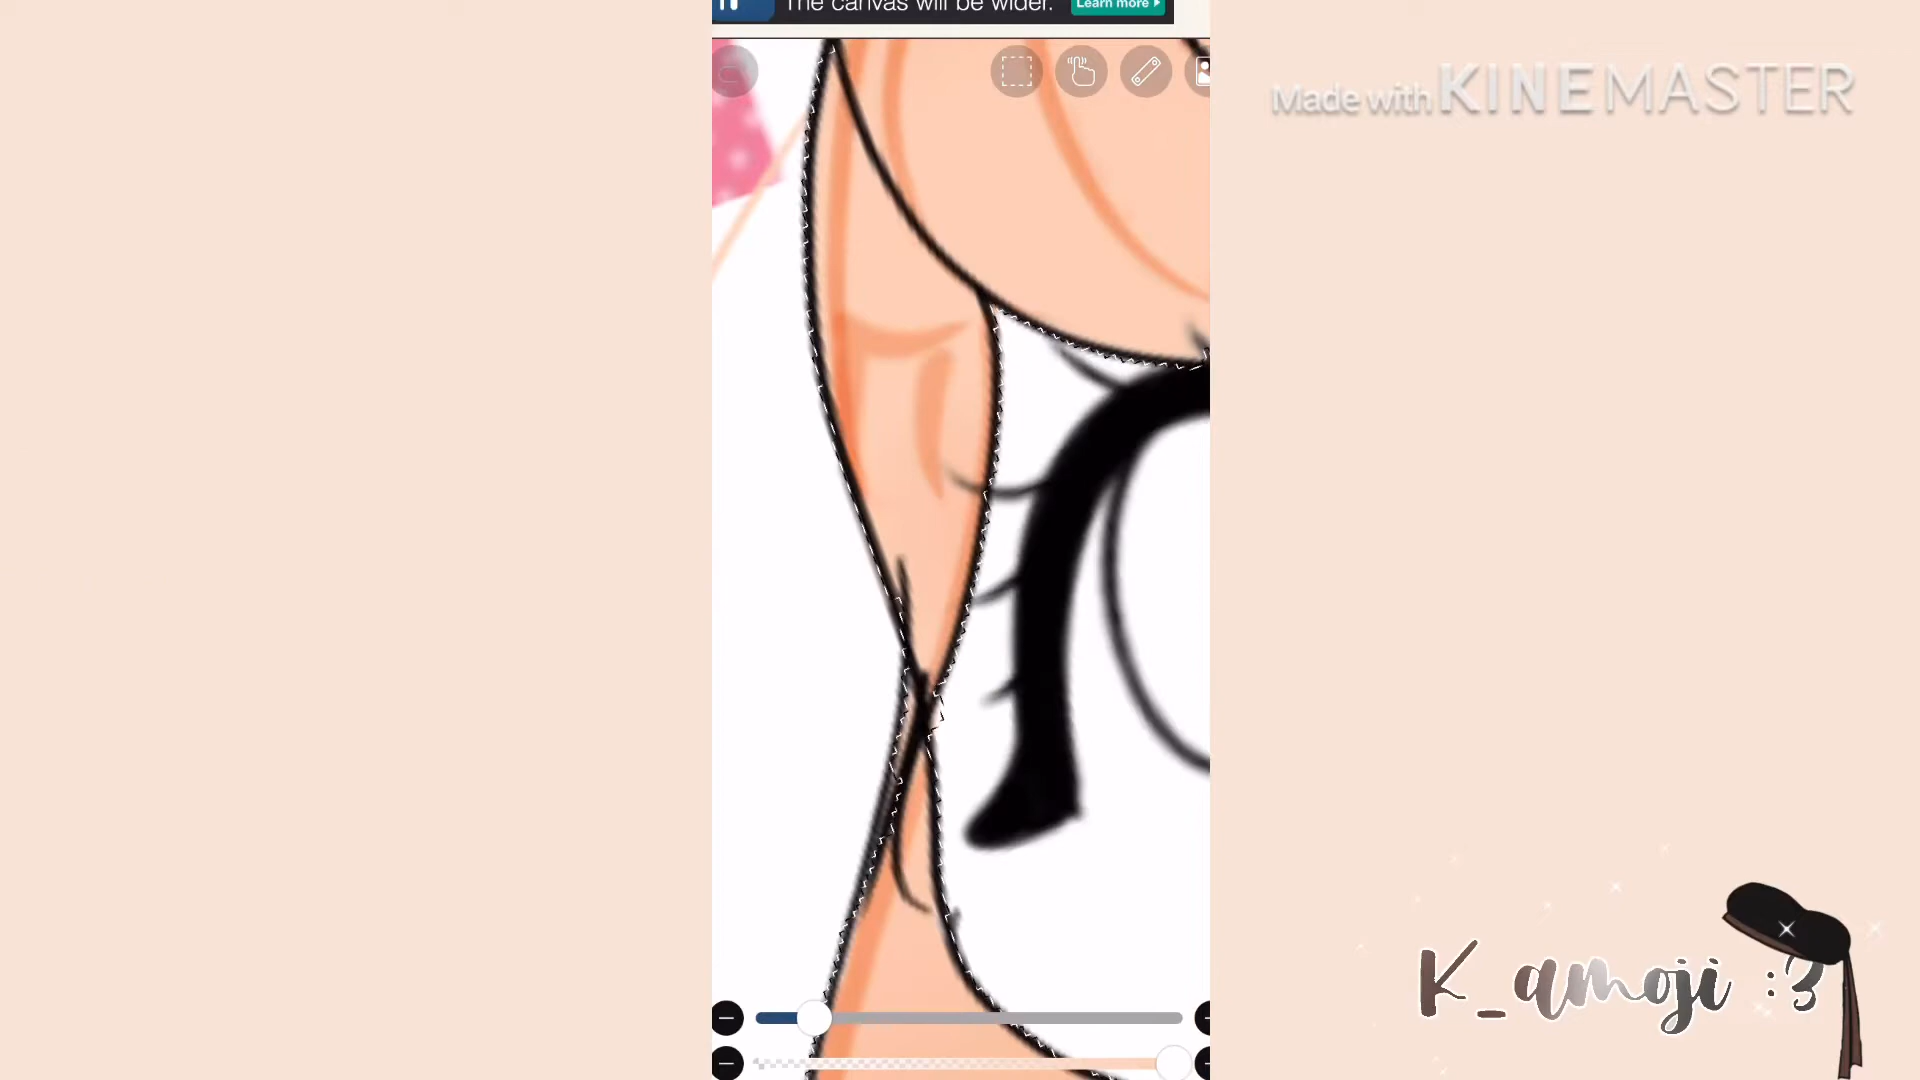 The canvas will be wider.
Learn more
Made with KINEMASTER
K_amoji :3